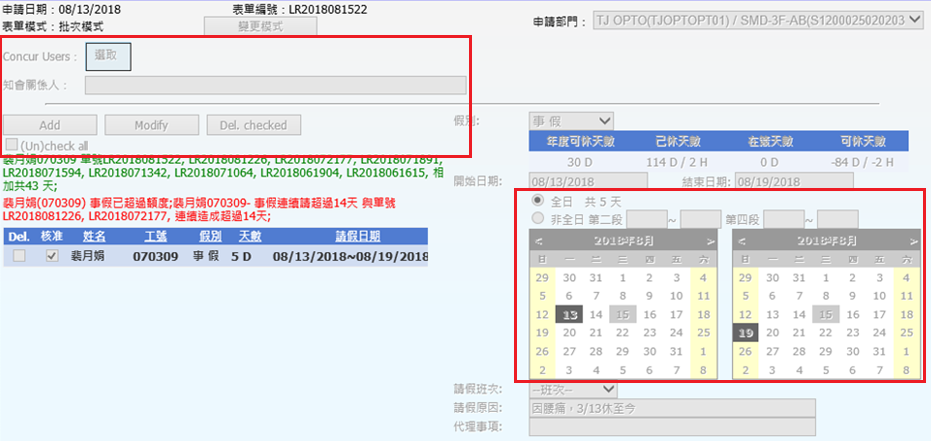 申請日期：08/13/2018 表單編號：LR2018081522
申請部門： TJ OPTO(TJOPTOPT01) / SMD-3F-AB(S1200025020203
表單模式：批次模式 變更模式
Concur Users： 選取
知會關係人：
Add Modify Del. checked
(Un)check all
裴月娟070309 單號LR2018081522, LR2018081226, LR2018072177, LR2018071891,
LR2018071594, LR2018071342, LR2018071064, LR2018061904, LR2018061615, 相
加共43 天;
裴月娟(070309) 事假已超過額度;裴月娟070309- 事假連續請超過14天 與單號
LR2018081226, LR2018072177, 連續造成超過14天;
Del. 核准 姓名 工號 假別 天數 請假日期
裴月娟 070309 事 假 5 D 08/13/2018~08/19/2018
假別: 事 假
年度可休天數 已休天數 在簽天數 可休天數
30 D 114 D / 2 H 0 D -84 D / -2 H
開始日期: 08/13/2018 結束日期: 08/19/2018
全日 共 5 天
非全日 第二段 ~ 第四段 ~
< 2018年8月 >
日 一 二 三 四 五 六
29 30 31 1 2 3 4
5 6 7 8 9 10 11
12 13 14 15 16 17 18
19 20 21 22 23 24 25
26 27 28 29 30 31 1
2 3 4 5 6 7 8
< 2018年8月 >
日 一 二 三 四 五 六
29 30 31 1 2 3 4
5 6 7 8 9 10 11
12 13 14 15 16 17 18
19 20 21 22 23 24 25
26 27 28 29 30 31 1
2 3 4 5 6 7 8
請假班次: --班次--
請假原因: 因腰痛，3/13休至今
代理事項: